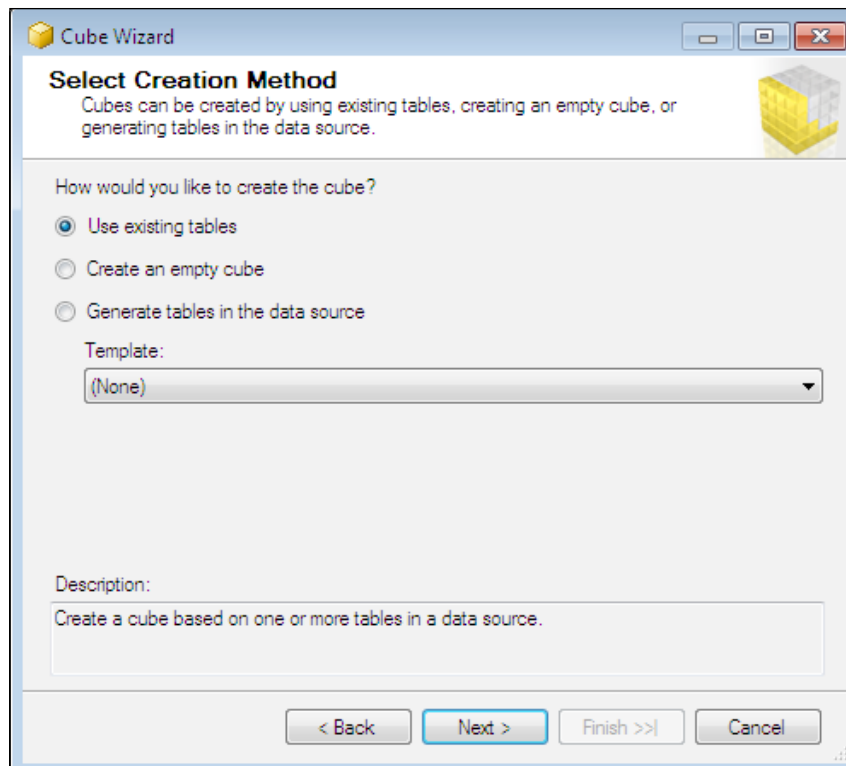 Cube Wizard
Select Creation Method
Cubes can be created by using existing tables, creating an empty cube, or
generating tables in the data source.
How would you like to create the cube?
Use existing tables
Create an empty cube
Generate tables in the data source
Template:
(None)
Description:
Create a cube based on one or more tables in a data source.
< Back
Next >
Finish >>|
Cancel